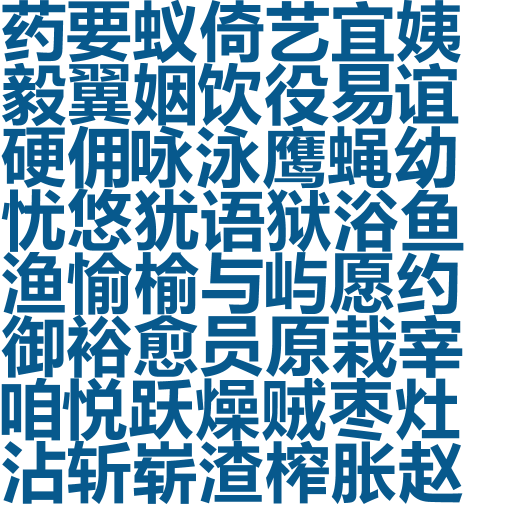 药要蚁倚艺宜姨
毅翼姻饮役易谊
硬佣咏泳鹰蝇幼
忧悠犹语狱浴鱼
渔愉榆与屿愿约
御裕愈员原栽宰
咱悦跃燥贼枣灶
沾斩崭渣榨胀赵